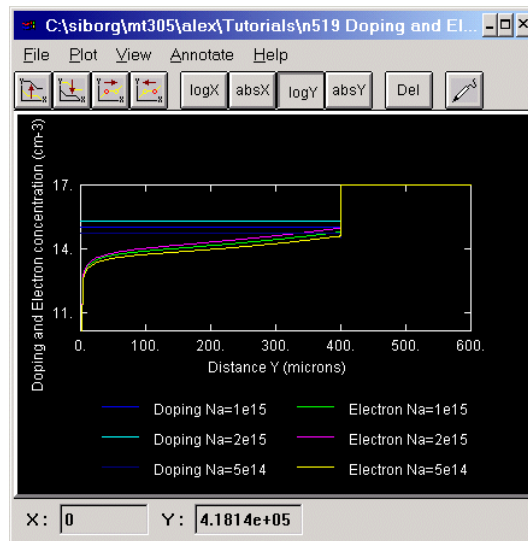 C:\siborg\mt305\alex\Tutorials\n519 Doping and El...
File Plot View Annotate Help
logX absX logY absY Del
Doping and Electron concentration (cm-3)
17.
14.
11.
0. 100. 200. 300. 400. 500. 600.
Distance Y (microns)
Doping Na=1e15 Electron Na=1e15
Doping Na=2e15 Electron Na=2e15
Doping Na=5e14 Electron Na=5e14
X: 0 Y: 4.1814e+05